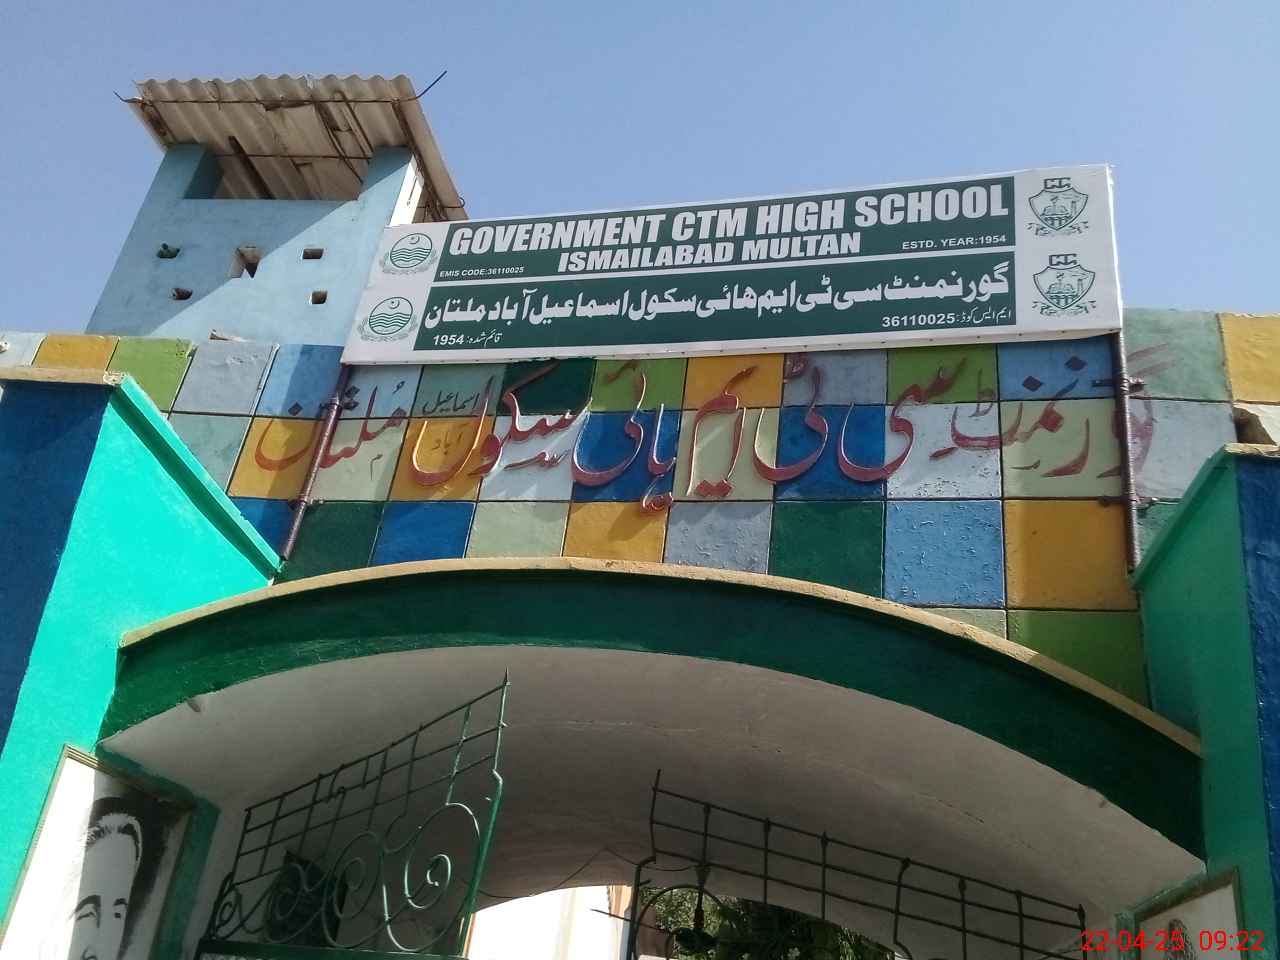 GOVERNMENT CTM HIGH SCHOOL
ISMAILABAD MULTAN
EMIS CODE:36110025
ESTD. YEAR:1954
گورنمنٹ سی ٹی ایم ھائی سکول اسماعیل آباد ملتان
قائم شدہ: 1954
ایم ایس کوڈ: 36110025
گورنمنٹ سی ٹی ایم ہائی سکول اسماعیل آباد مُلتان
22-04-25 09:22